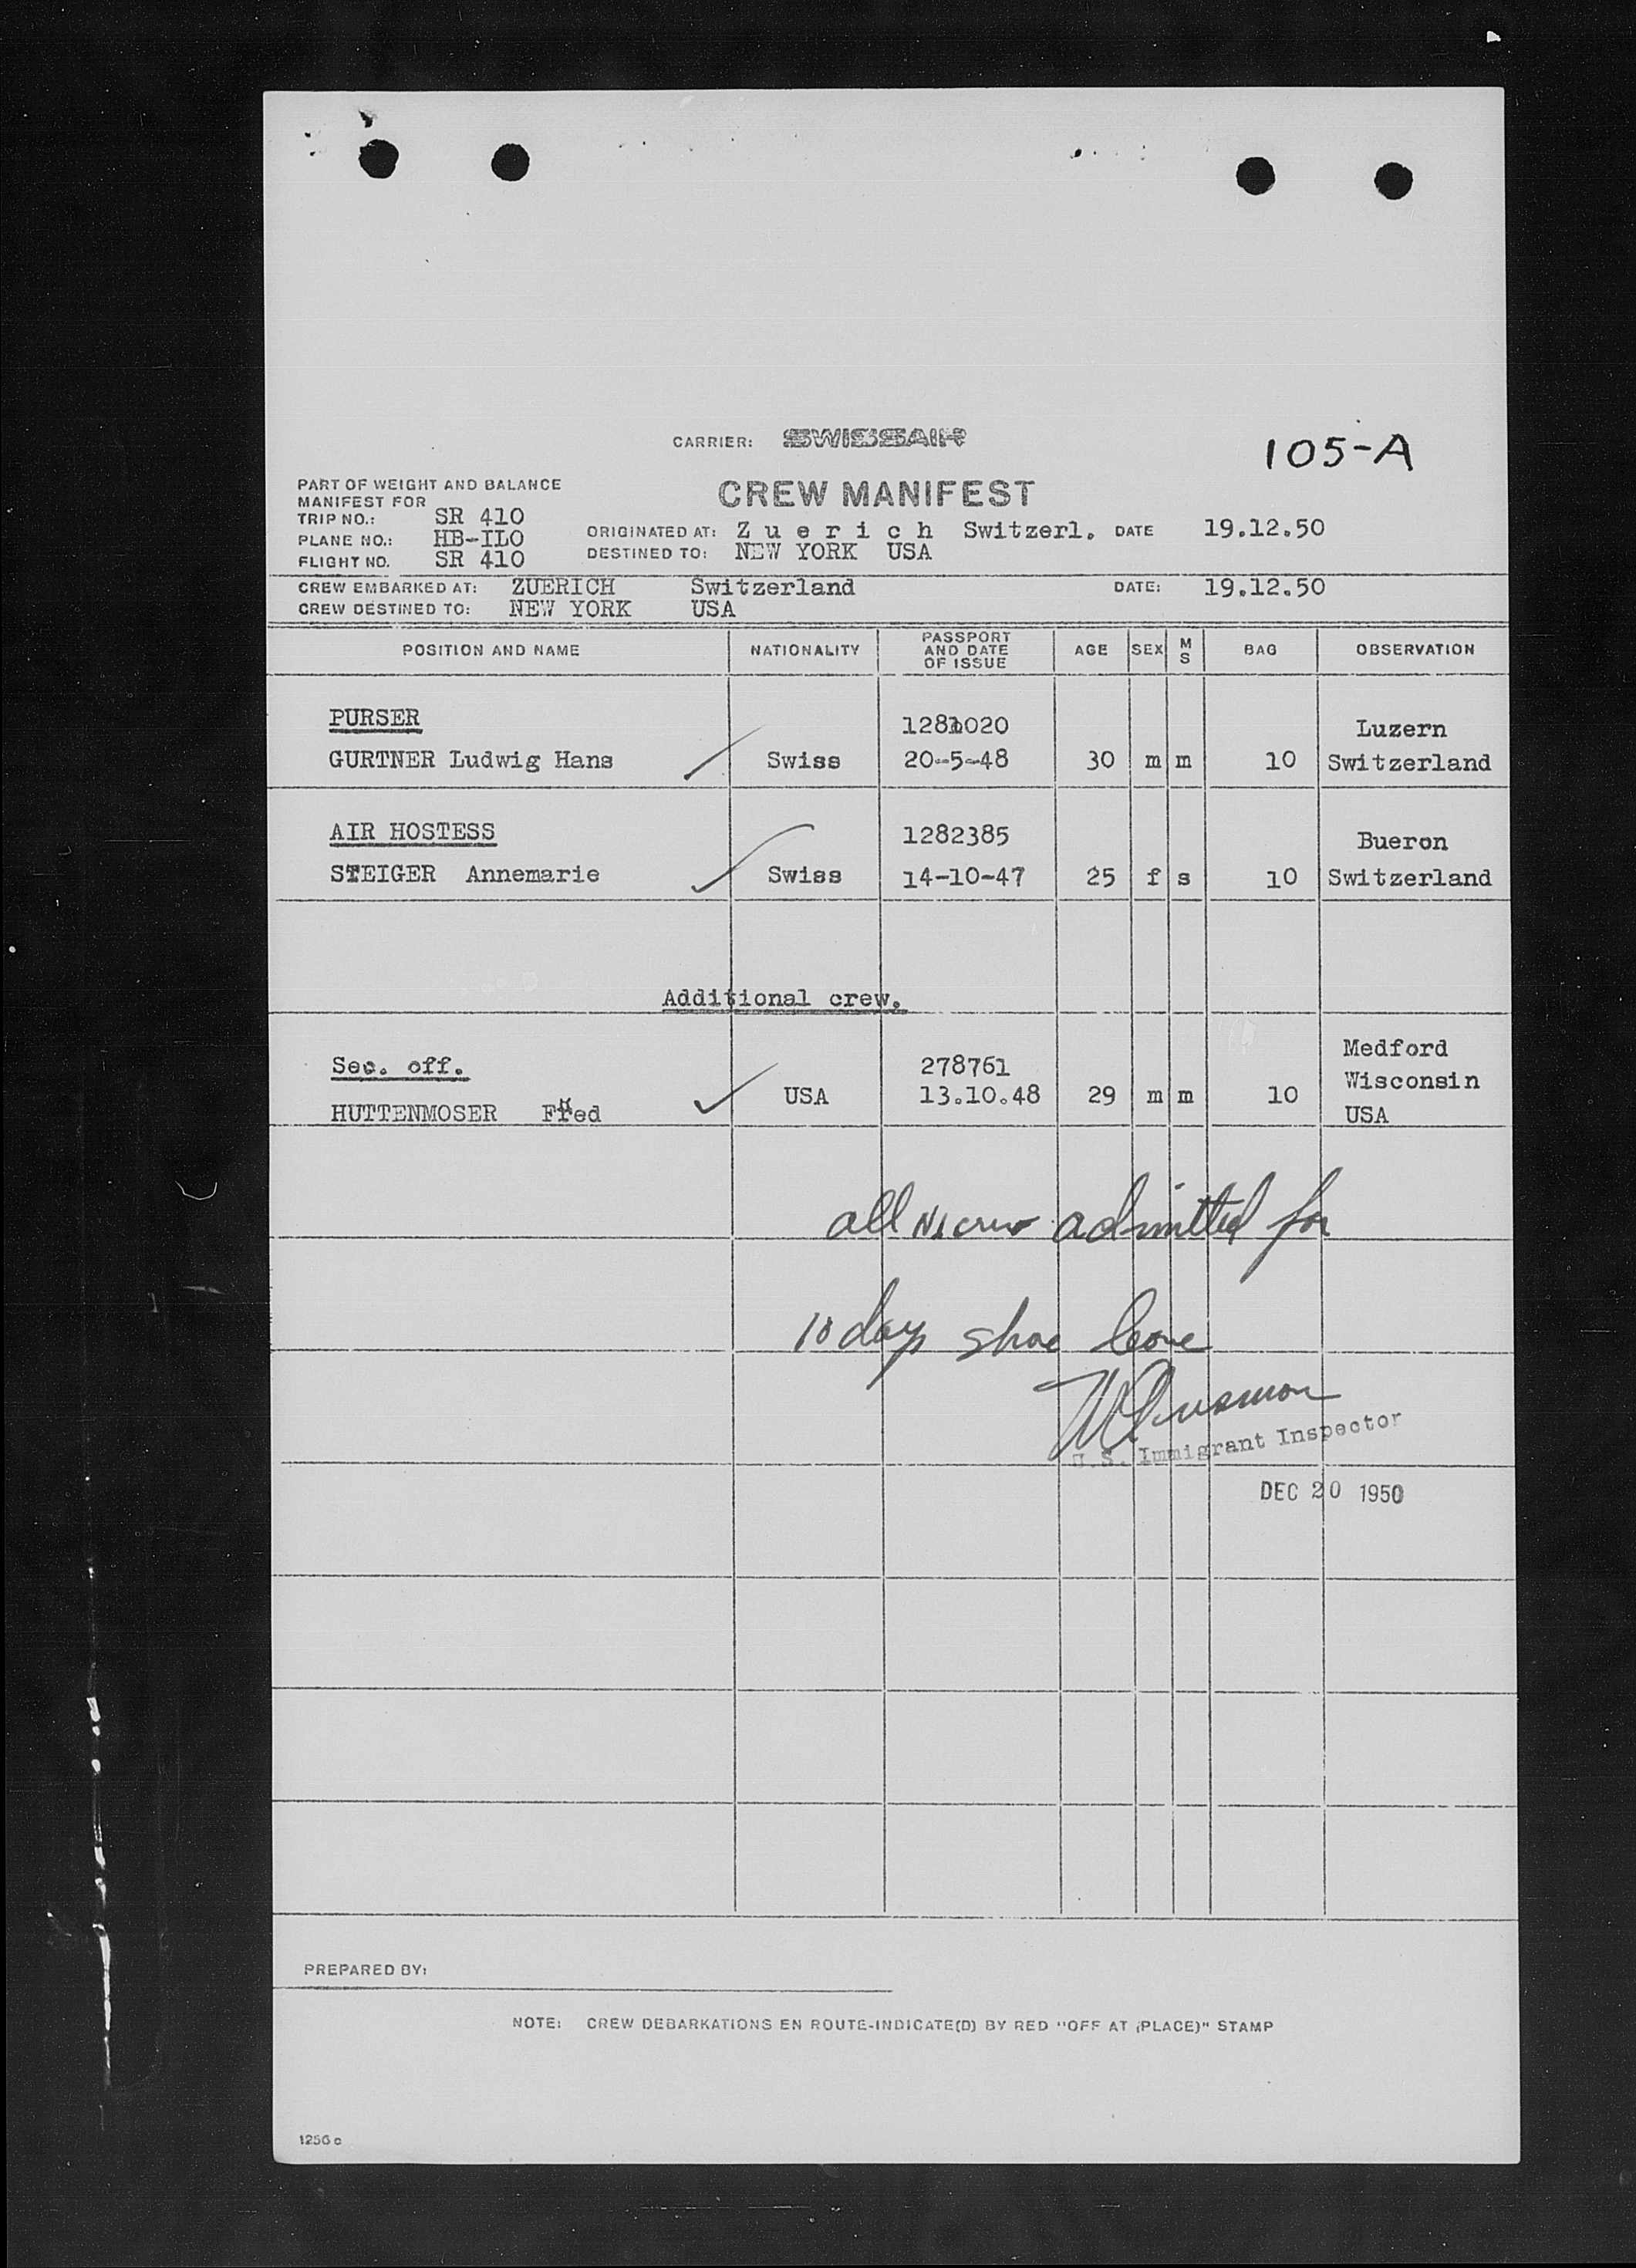 CARRIER: SWISSAIR
105-A
PART OF WEIGHT AND BALANCE
MANIFEST FOR
CREW MANIFEST
TRIP NO.: SR 410
PLANE NO.: HB-ILO
FLIGHT NO. SR 410
ORIGINATED AT: Z u e r i c h Switzerl. DATE 19.12.50
DESTINED TO: NEW YORK USA
CREW EMBARKED AT: ZUERICH Switzerland DATE: 19.12.50
CREW DESTINED TO: NEW YORK USA
POSITION AND NAME NATIONALITY PASSPORT AND DATE OF ISSUE AGE SEX M S BAG OBSERVATION
PURSER 1281020 Luzern
GURTNER Ludwig Hans Swiss 20-5-48 30 m m 10 Switzerland
AIR HOSTESS 1282385 Bueron
STEIGER Annemarie Swiss 14-10-47 25 f s 10 Switzerland
Additional crew.
Sec. off. 278761 Medford
HUTTENMOSER Fred USA 13.10.48 29 m m 10 Wisconsin
USA
all crew admitted for
10 days shore leave
U.S. Immigrant Inspector
DEC 20 1950
PREPARED BY:
NOTE: CREW DEBARKATIONS EN ROUTE-INDICATE(D) BY RED "OFF AT (PLACE)" STAMP
1256 c